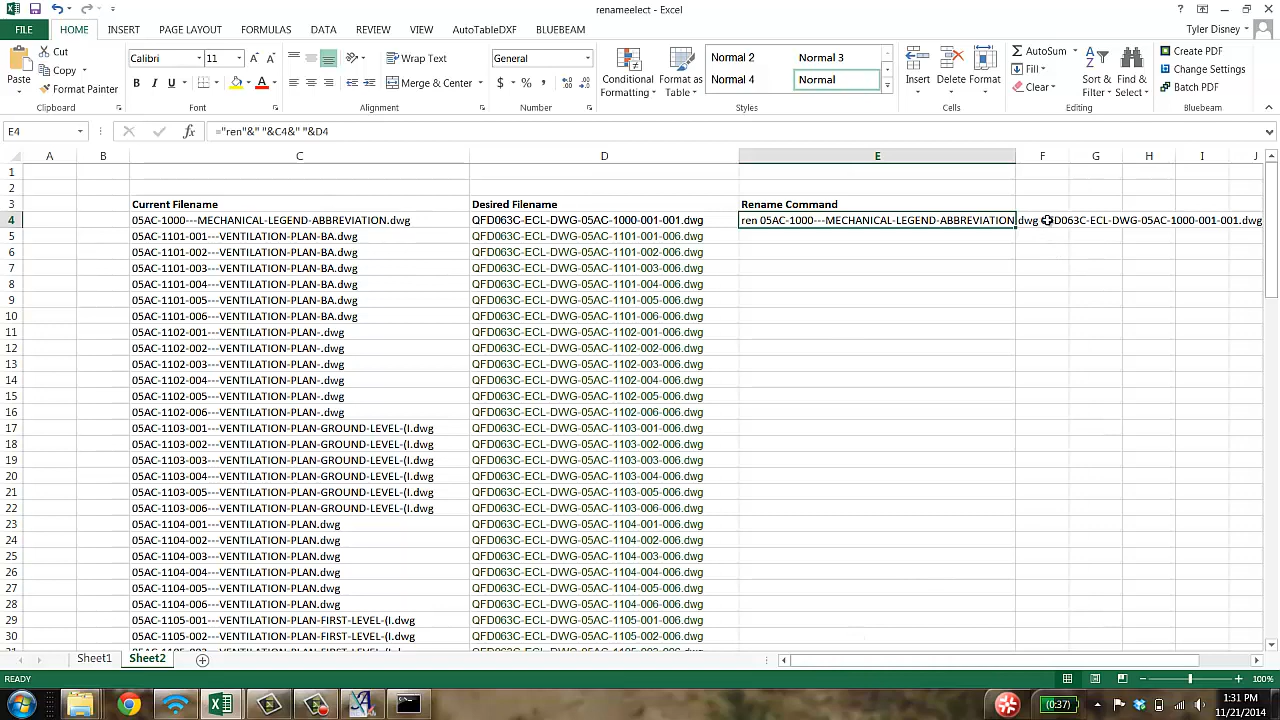 renameelect - Excel
FILE HOME INSERT PAGE LAYOUT FORMULAS DATA REVIEW VIEW AutoTableDXF BLUEBEAM Tyler Disney
Paste
Cut
Copy
Format Painter
Clipboard
Calibri 11
B I U
Font
Wrap Text
Merge & Center
Alignment
General
Number
Conditional Formatting
Format as Table
Normal 2 Normal 3
Normal 4 Normal
Styles
Insert Delete Format
Cells
AutoSum
Fill
Clear
Sort & Filter
Find & Select
Editing
Create PDF
Change Settings
Batch PDF
Bluebeam
E4 ="ren"&" "&C4&" "&D4
A B C D E F G H I J
1
2
3 Current Filename Desired Filename Rename Command
4 05AC-1000---MECHANICAL-LEGEND-ABBREVIATION.dwg QFD063C-ECL-DWG-05AC-1000-001-001.dwg ren 05AC-1000---MECHANICAL-LEGEND-ABBREVIATION.dwg QFD063C-ECL-DWG-05AC-1000-001-001.dwg
5 05AC-1101-001---VENTILATION-PLAN-BA.dwg QFD063C-ECL-DWG-05AC-1101-001-006.dwg
6 05AC-1101-002---VENTILATION-PLAN-BA.dwg QFD063C-ECL-DWG-05AC-1101-002-006.dwg
7 05AC-1101-003---VENTILATION-PLAN-BA.dwg QFD063C-ECL-DWG-05AC-1101-003-006.dwg
8 05AC-1101-004---VENTILATION-PLAN-BA.dwg QFD063C-ECL-DWG-05AC-1101-004-006.dwg
9 05AC-1101-005---VENTILATION-PLAN-BA.dwg QFD063C-ECL-DWG-05AC-1101-005-006.dwg
10 05AC-1101-006---VENTILATION-PLAN-BA.dwg QFD063C-ECL-DWG-05AC-1101-006-006.dwg
11 05AC-1102-001---VENTILATION-PLAN-.dwg QFD063C-ECL-DWG-05AC-1102-001-006.dwg
12 05AC-1102-002---VENTILATION-PLAN-.dwg QFD063C-ECL-DWG-05AC-1102-002-006.dwg
13 05AC-1102-003---VENTILATION-PLAN-.dwg QFD063C-ECL-DWG-05AC-1102-003-006.dwg
14 05AC-1102-004---VENTILATION-PLAN-.dwg QFD063C-ECL-DWG-05AC-1102-004-006.dwg
15 05AC-1102-005---VENTILATION-PLAN-.dwg QFD063C-ECL-DWG-05AC-1102-005-006.dwg
16 05AC-1102-006---VENTILATION-PLAN-.dwg QFD063C-ECL-DWG-05AC-1102-006-006.dwg
17 05AC-1103-001---VENTILATION-PLAN-GROUND-LEVEL-(I.dwg QFD063C-ECL-DWG-05AC-1103-001-006.dwg
18 05AC-1103-002---VENTILATION-PLAN-GROUND-LEVEL-(I.dwg QFD063C-ECL-DWG-05AC-1103-002-006.dwg
19 05AC-1103-003---VENTILATION-PLAN-GROUND-LEVEL-(I.dwg QFD063C-ECL-DWG-05AC-1103-003-006.dwg
20 05AC-1103-004---VENTILATION-PLAN-GROUND-LEVEL-(I.dwg QFD063C-ECL-DWG-05AC-1103-004-006.dwg
21 05AC-1103-005---VENTILATION-PLAN-GROUND-LEVEL-(I.dwg QFD063C-ECL-DWG-05AC-1103-005-006.dwg
22 05AC-1103-006---VENTILATION-PLAN-GROUND-LEVEL-(I.dwg QFD063C-ECL-DWG-05AC-1103-006-006.dwg
23 05AC-1104-001---VENTILATION-PLAN.dwg QFD063C-ECL-DWG-05AC-1104-001-006.dwg
24 05AC-1104-002---VENTILATION-PLAN.dwg QFD063C-ECL-DWG-05AC-1104-002-006.dwg
25 05AC-1104-003---VENTILATION-PLAN.dwg QFD063C-ECL-DWG-05AC-1104-003-006.dwg
26 05AC-1104-004---VENTILATION-PLAN.dwg QFD063C-ECL-DWG-05AC-1104-004-006.dwg
27 05AC-1104-005---VENTILATION-PLAN.dwg QFD063C-ECL-DWG-05AC-1104-005-006.dwg
28 05AC-1104-006---VENTILATION-PLAN.dwg QFD063C-ECL-DWG-05AC-1104-006-006.dwg
29 05AC-1105-001---VENTILATION-PLAN-FIRST-LEVEL-(I.dwg QFD063C-ECL-DWG-05AC-1105-001-006.dwg
30 05AC-1105-002---VENTILATION-PLAN-FIRST-LEVEL-(I.dwg QFD063C-ECL-DWG-05AC-1105-002-006.dwg
Sheet1 Sheet2
READY 100%
(0:37) 1:31 PM
11/21/2014